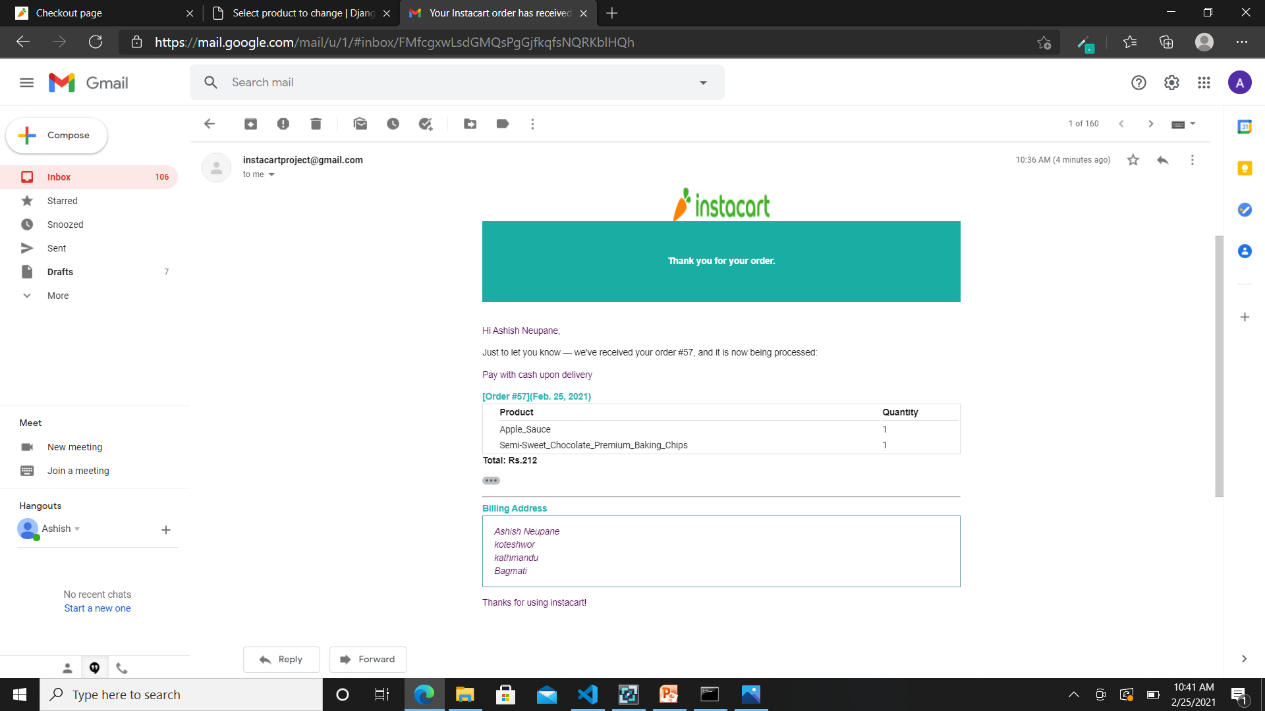 Checkout page
Select product to change | Djang
Your Instacart order has received
https://mail.google.com/mail/u/1/#inbox/FMfcgxwLsdGMQsPgGjfkqfsNQRKblHQh
Gmail
Search mail
A
Compose
1 of 160
Inbox 106
Starred
Snoozed
Sent
Drafts 7
More
Meet
New meeting
Join a meeting
Hangouts
Ashish
No recent chats
Start a new one
instacartproject@gmail.com
10:36 AM (4 minutes ago)
to me
instacart
Thank you for your order.
Hi Ashish Neupane,
Just to let you know — we've received your order #57, and it is now being processed:
Pay with cash upon delivery
[Order #57](Feb. 25, 2021)
Product Quantity
Apple_Sauce 1
Semi-Sweet_Chocolate_Premium_Baking_Chips 1
Total: Rs.212
Billing Address
Ashish Neupane
koteshwor
kathmandu
Bagmati
Thanks for using instacart!
Reply
Forward
Type here to search
10:41 AM
2/25/2021
1